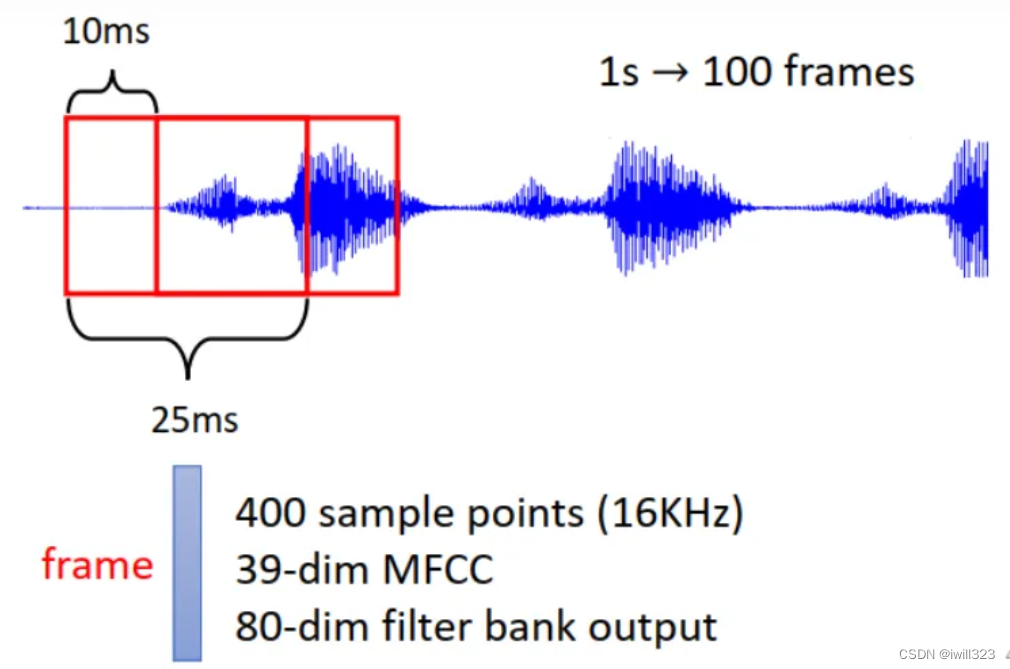 10ms
1s → 100 frames
25ms
400 sample points (16KHz)
frame
39-dim MFCC
80-dim filter bank output
CSDN @iwill323